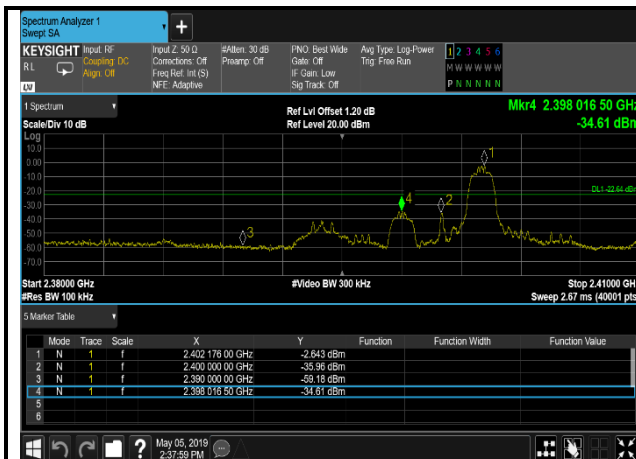 Spectrum Analyzer 1
Swept SA
+
KEYSIGHT Input: RF Input Z: 50 Ω #Atten: 30 dB PNO: Best Wide Avg Type: Log-Power 1 2 3 4 5 6
R L Coupling: DC Corrections: Off Preamp: Off Gate: Off Trig: Free Run M W W W W W
Align: Off Freq Ref: Int (S) IF Gain: Low P N N N N N
LXI NFE: Adaptive Sig Track: Off
1 Spectrum Ref Lvl Offset 1.20 dB Mkr4 2.398 016 50 GHz
Scale/Div 10 dB Ref Level 20.00 dBm -34.61 dBm
Log
10.0
0.00
-10.0
-20.0
-30.0
-40.0
-50.0
-60.0
-70.0
1
DL1 -22.64 dBm
4
2
3
Start 2.38000 GHz #Video BW 300 kHz Stop 2.41000 GH
#Res BW 100 kHz Sweep 2.67 ms (40001 pts
5 Marker Table
Mode Trace Scale X Y Function Function Width Function Value
1 N 1 f 2.402 176 00 GHz -2.643 dBm
2 N 1 f 2.400 000 00 GHz -35.96 dBm
3 N 1 f 2.390 000 00 GHz -59.18 dBm
4 N 1 f 2.398 016 50 GHz -34.61 dBm
5
6
? May 05, 2019
2:37:59 PM